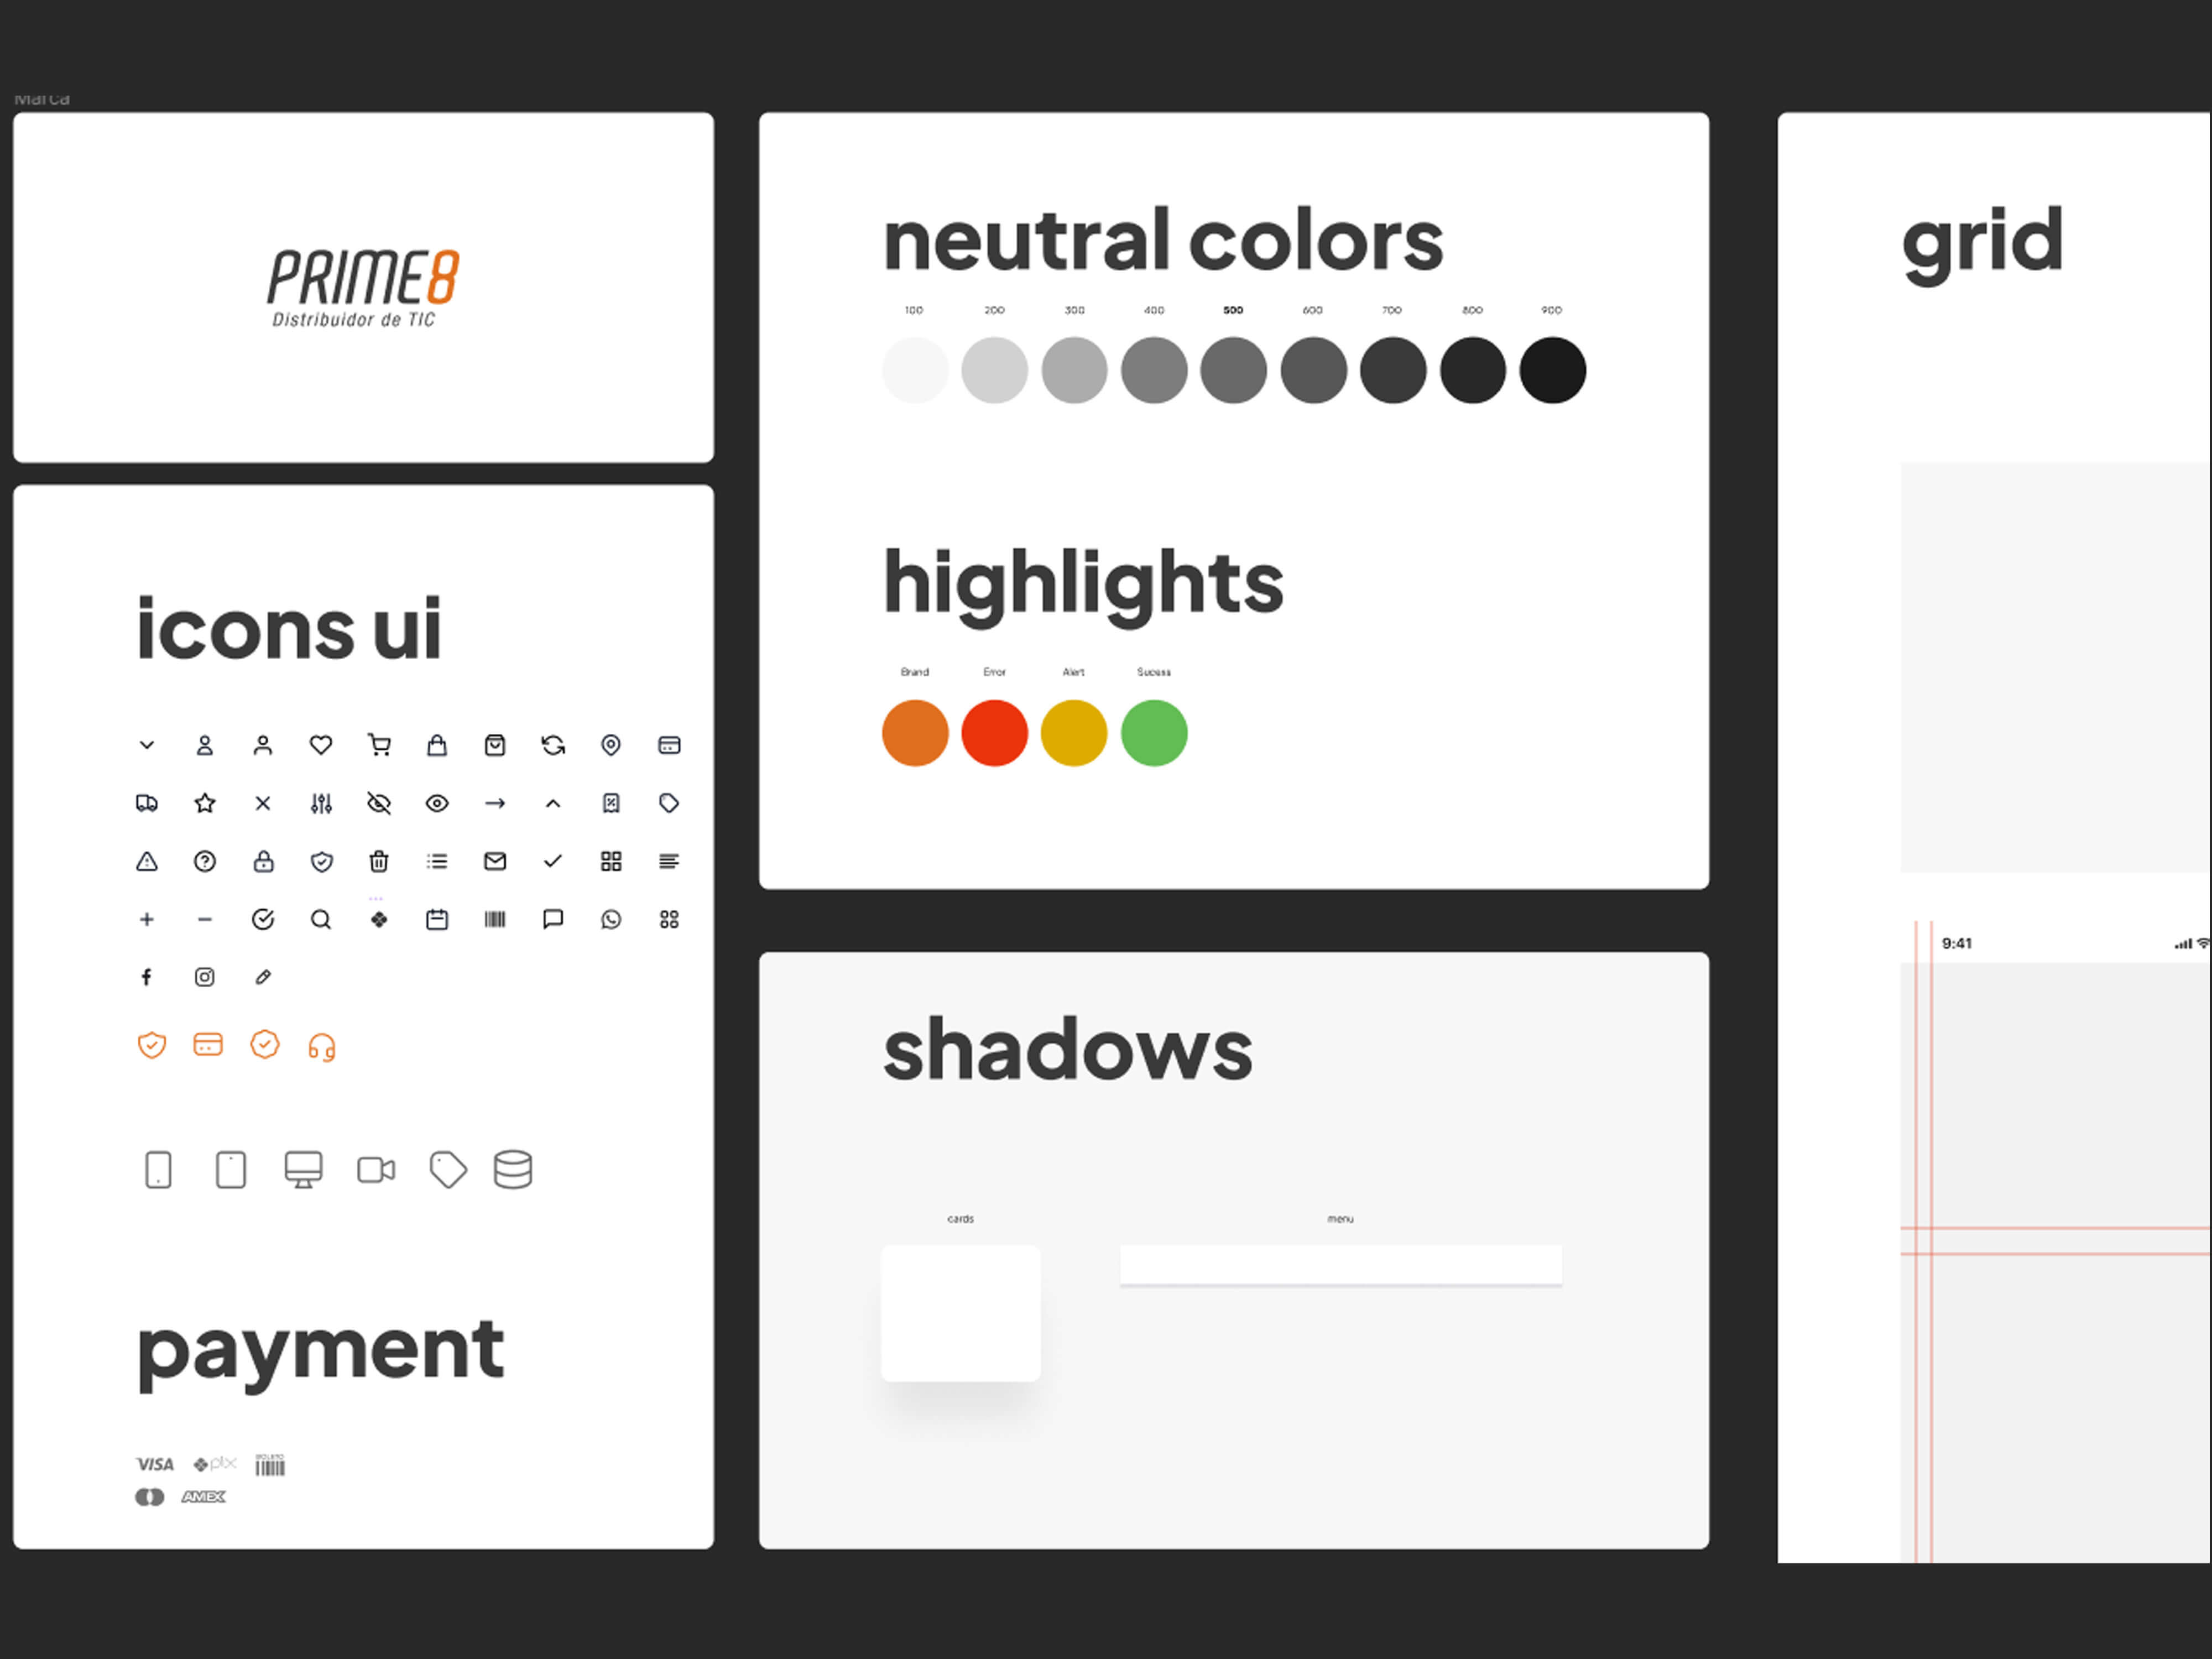 Marca
PRIME8
Distribuidor de TIC
icons ui
payment
VISA
pix
BOLETO
AMEX
neutral colors
100 200 300 400 500 600 700 800 900
highlights
Brand Error Alert Sucess
shadows
cards menu
grid
9:41